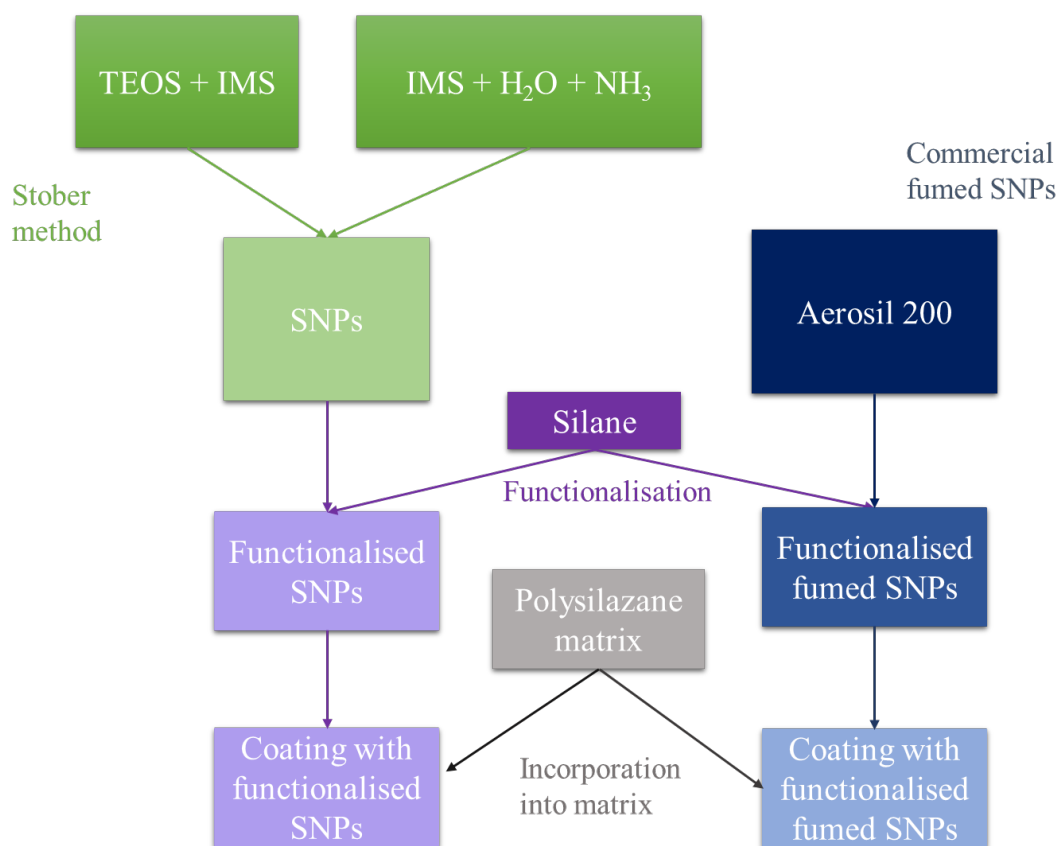 TEOS + IMS
IMS + H₂O + NH₃
Commercial
fumed SNPs
Stober
method
SNPs
Aerosil 200
Silane
Functionalisation
Functionalised
SNPs
Functionalised
fumed SNPs
Polysilazane
matrix
Coating with
functionalised
SNPs
Incorporation
into matrix
Coating with
functionalised
fumed SNPs